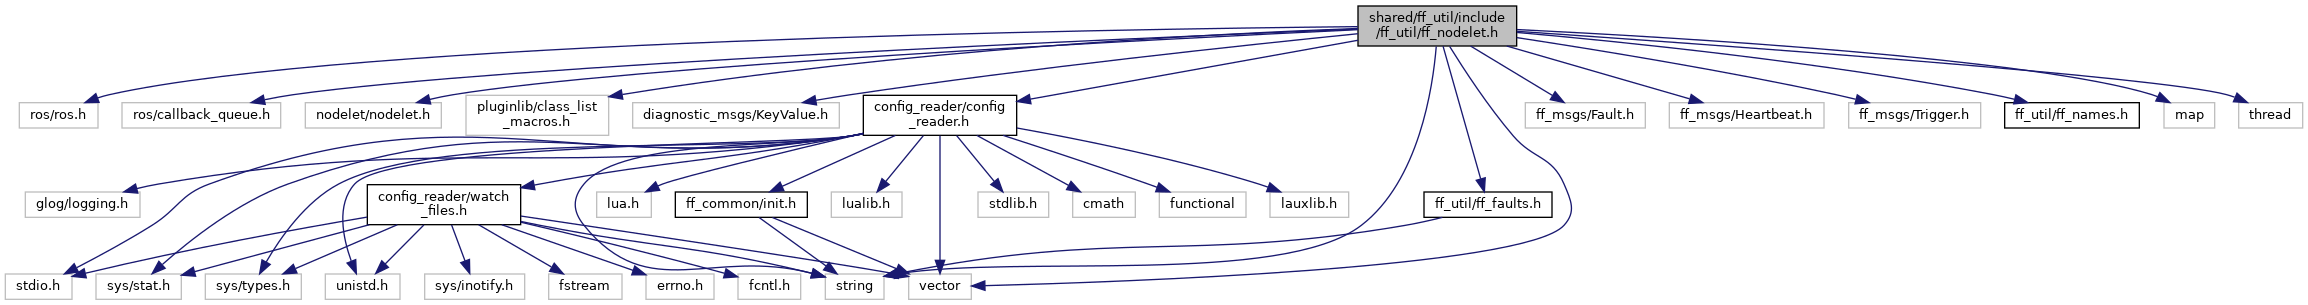 shared/ff_util/include
/ff_util/ff_nodelet.h
ros/ros.h
ros/callback_queue.h
nodelet/nodelet.h
pluginlib/class_list
_macros.h
diagnostic_msgs/KeyValue.h
config_reader/config
_reader.h
ff_msgs/Fault.h
ff_msgs/Heartbeat.h
ff_msgs/Trigger.h
ff_util/ff_names.h
map
thread
glog/logging.h
config_reader/watch
_files.h
lua.h
ff_common/init.h
lualib.h
stdlib.h
cmath
functional
lauxlib.h
ff_util/ff_faults.h
stdio.h
sys/stat.h
sys/types.h
unistd.h
sys/inotify.h
fstream
errno.h
fcntl.h
string
vector